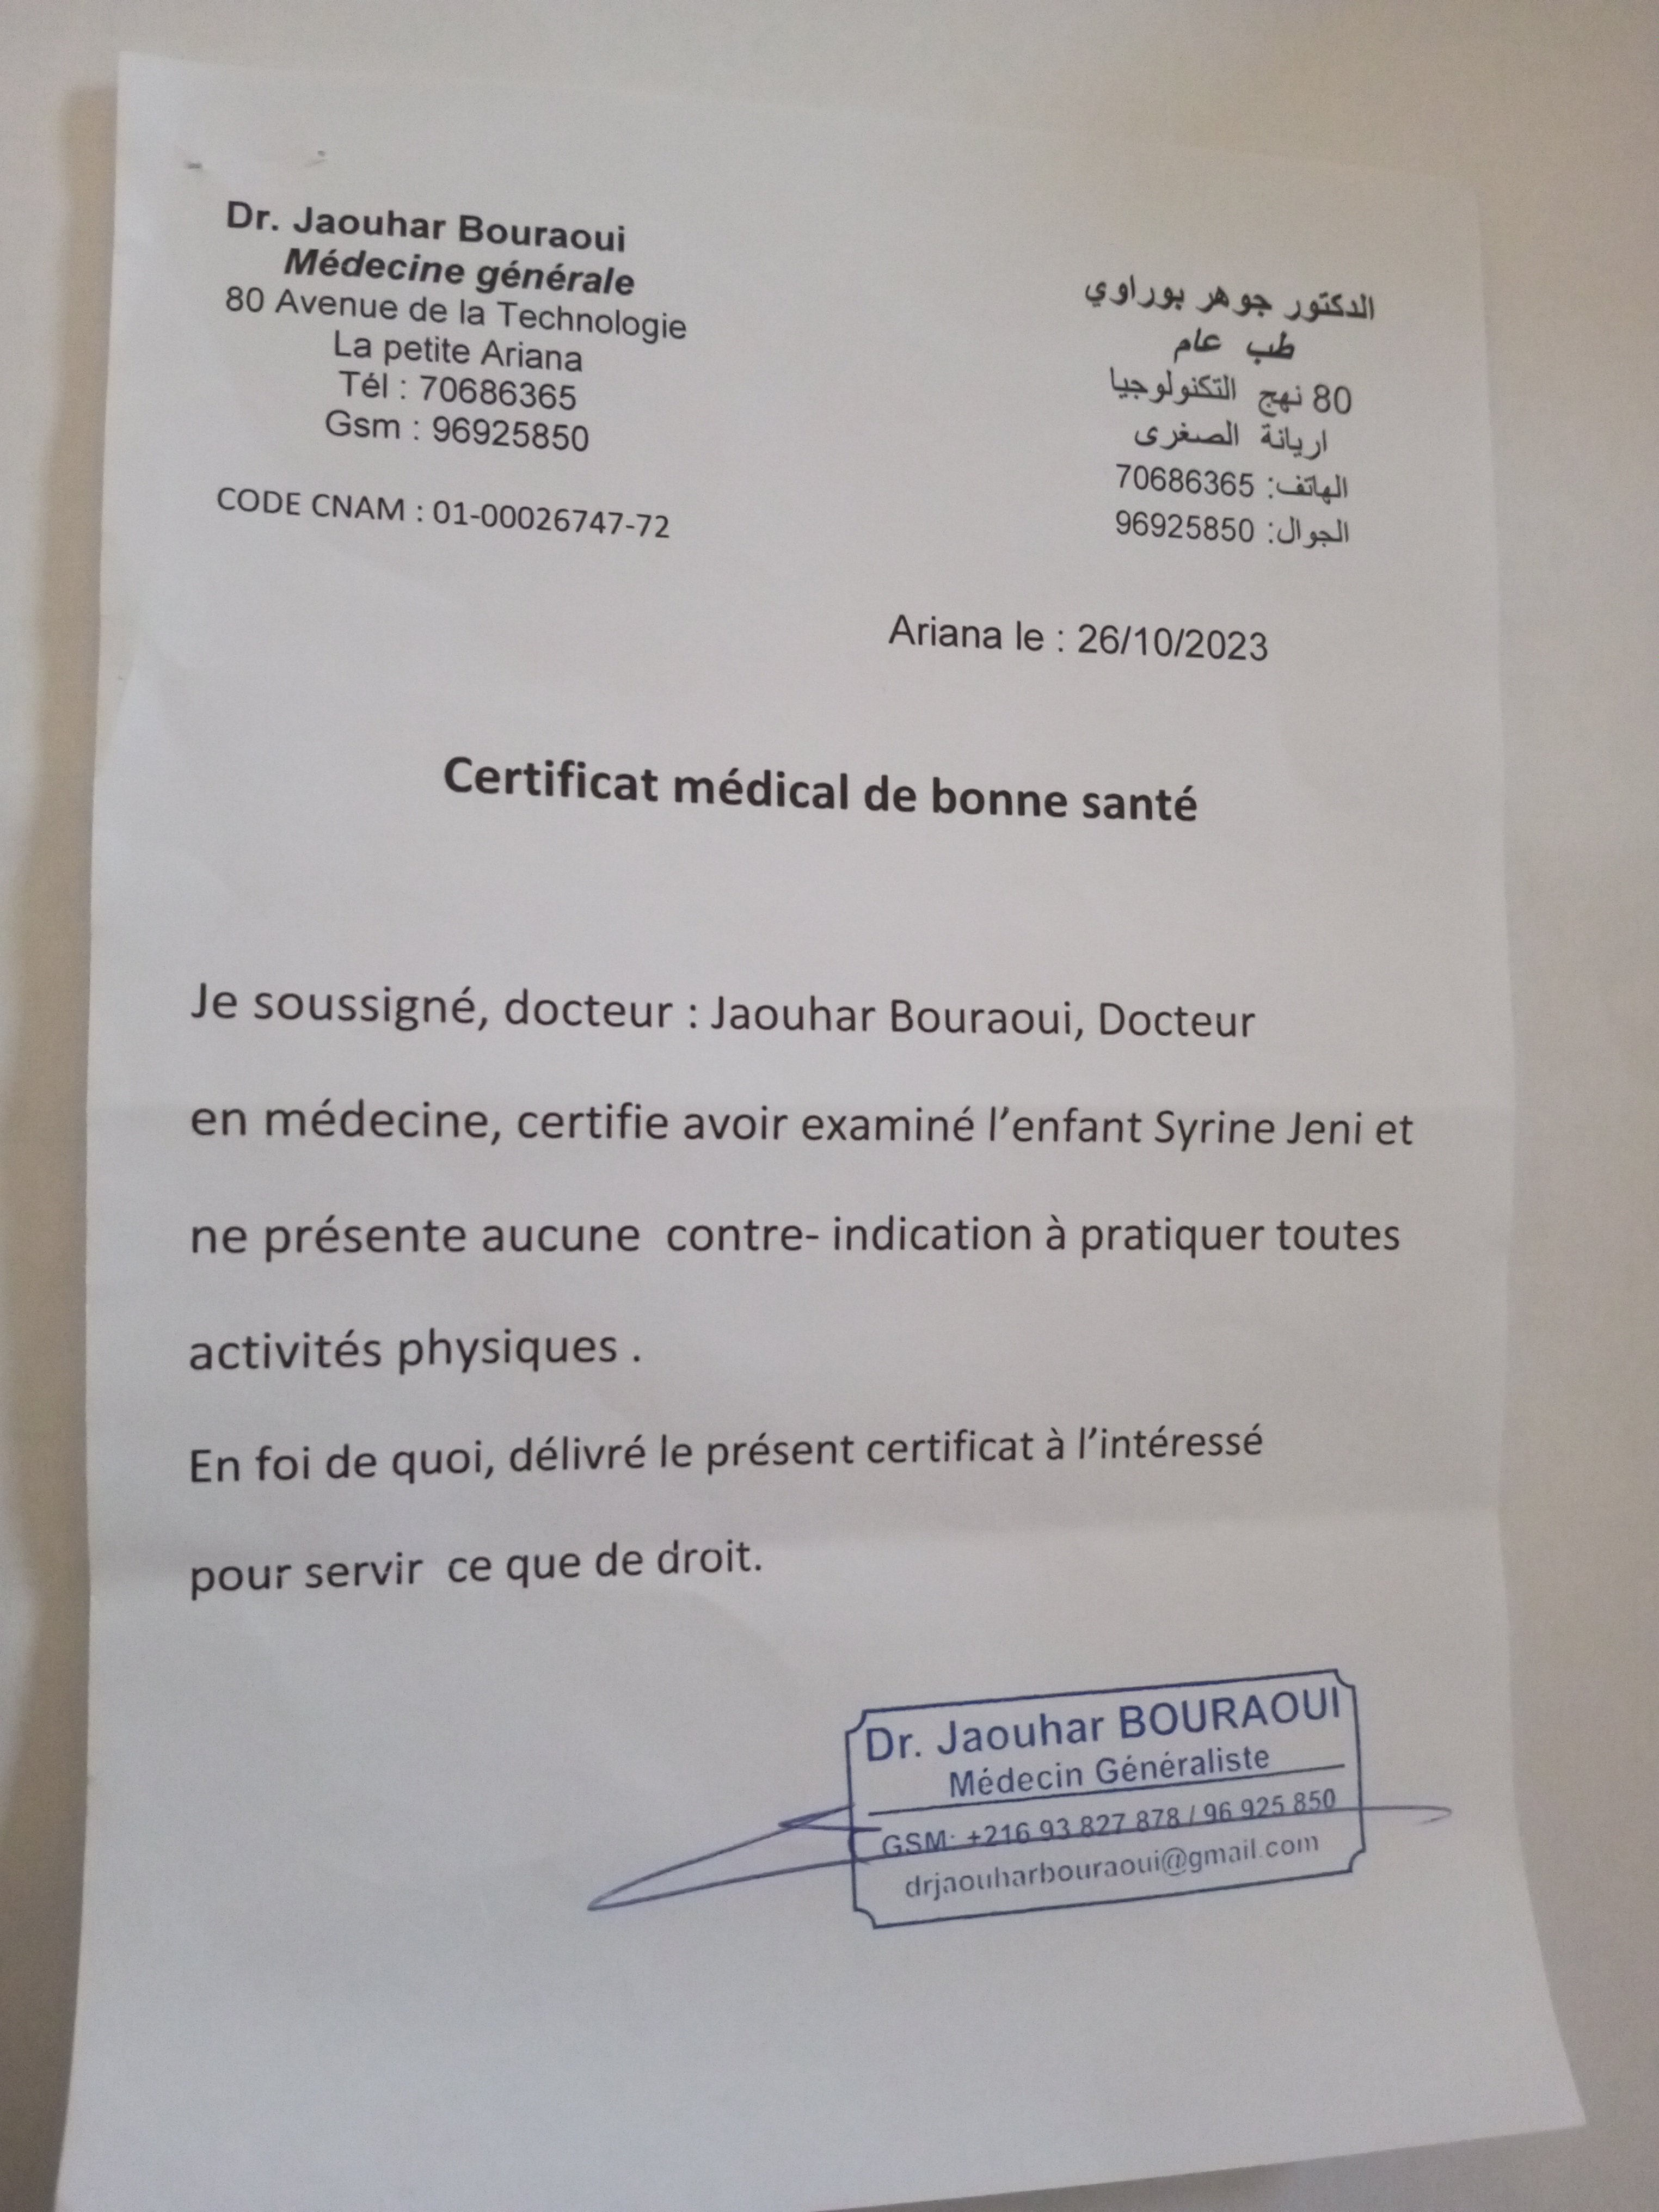 Dr. Jaouhar Bouraoui
Médecine générale
80 Avenue de la Technologie
La petite Ariana
Tél : 70686365
Gsm : 96925850
CODE CNAM : 01-00026747-72
الدكتور جوهر بوراوي
طب عام
80 نهج التكنولوجيا
اريانة الصغرى
الهاتف: 70686365
الجوال: 96925850
Ariana le : 26/10/2023
Certificat médical de bonne santé
Je soussigné, docteur : Jaouhar Bouraoui, Docteur
en médecine, certifie avoir examiné l’enfant Syrine Jeni et
ne présente aucune contre- indication à pratiquer toutes
activités physiques .
En foi de quoi, délivré le présent certificat à l’intéressé
pour servir ce que de droit.
Dr. Jaouhar BOURAOUI
Médecin Généraliste
GSM: +216 93 827 878 / 96 925 850
drjaouharbouraoui@gmail.com